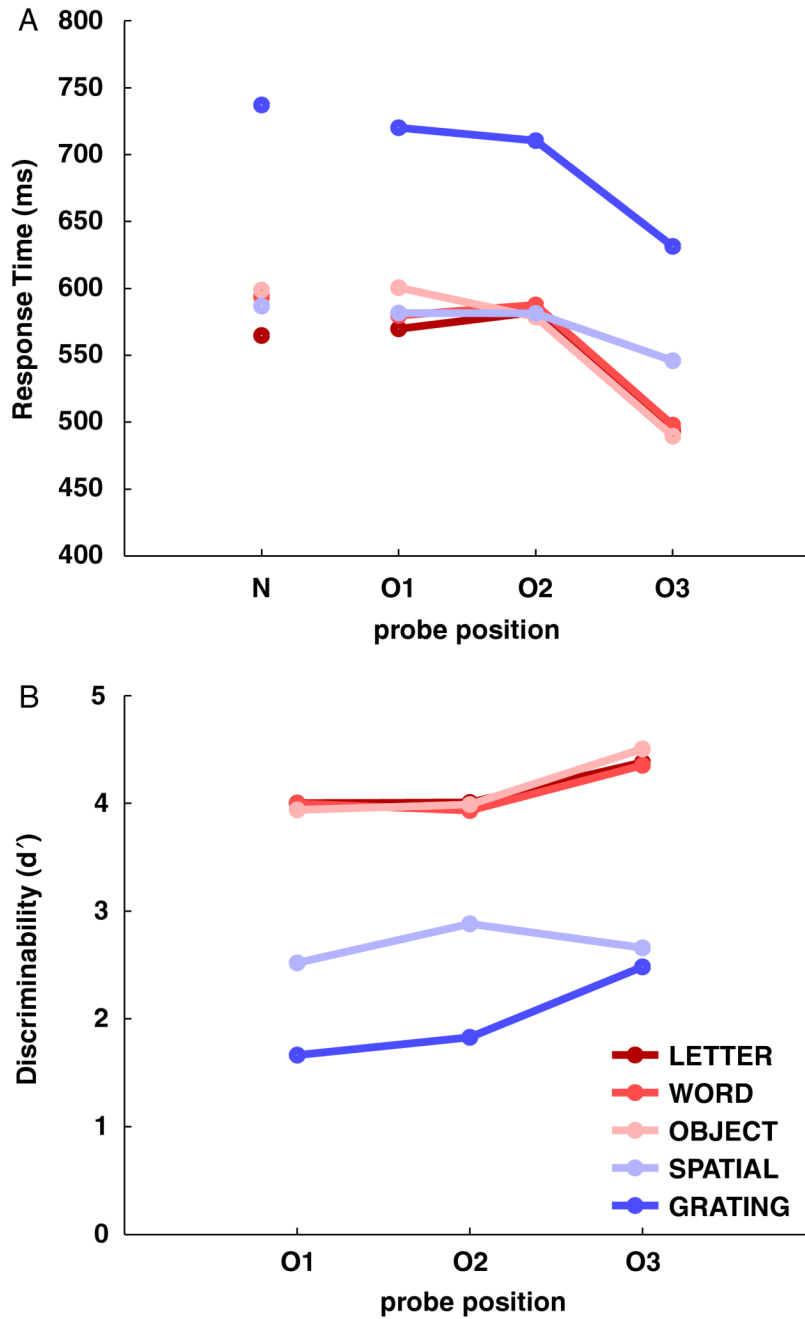 A
800
750
700
650
600
550
500
450
400
Response Time (ms)
N O1 O2 O3
probe position
B
5
4
3
2
1
0
Discriminability (d´)
LETTER
WORD
OBJECT
SPATIAL
GRATING
O1 O2 O3
probe position